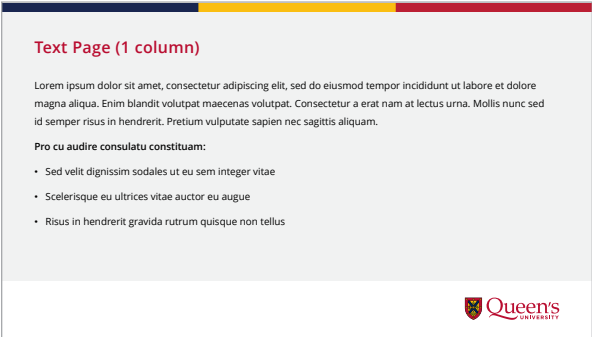 Text Page (1 column)
Lorem ipsum dolor sit amet, consectetur adipiscing elit, sed do eiusmod tempor incididunt ut labore et dolore
magna aliqua. Enim blandit volutpat maecenas volutpat. Consectetur a erat nam at lectus urna. Mollis nunc sed
id semper risus in hendrerit. Pretium vulputate sapien nec sagittis aliquam.
Pro cu audire consulatu constituam:
• Sed velit dignissim sodales ut eu sem integer vitae
• Scelerisque eu ultrices vitae auctor eu augue
• Risus in hendrerit gravida rutrum quisque non tellus
Queen's
UNIVERSITY